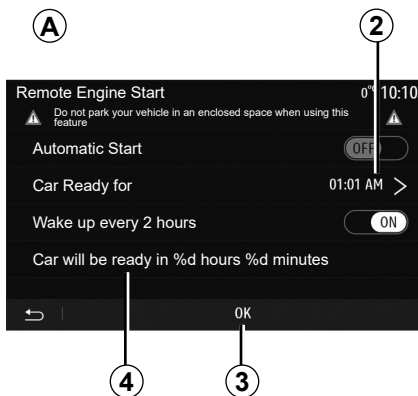 A
2
Remote Engine Start
0° 10:10
Do not park your vehicle in an enclosed space when using this
feature
Automatic Start
OFF
Car Ready for
01:01 AM >
Wake up every 2 hours
ON
Car will be ready in %d hours %d minutes
OK
4
3